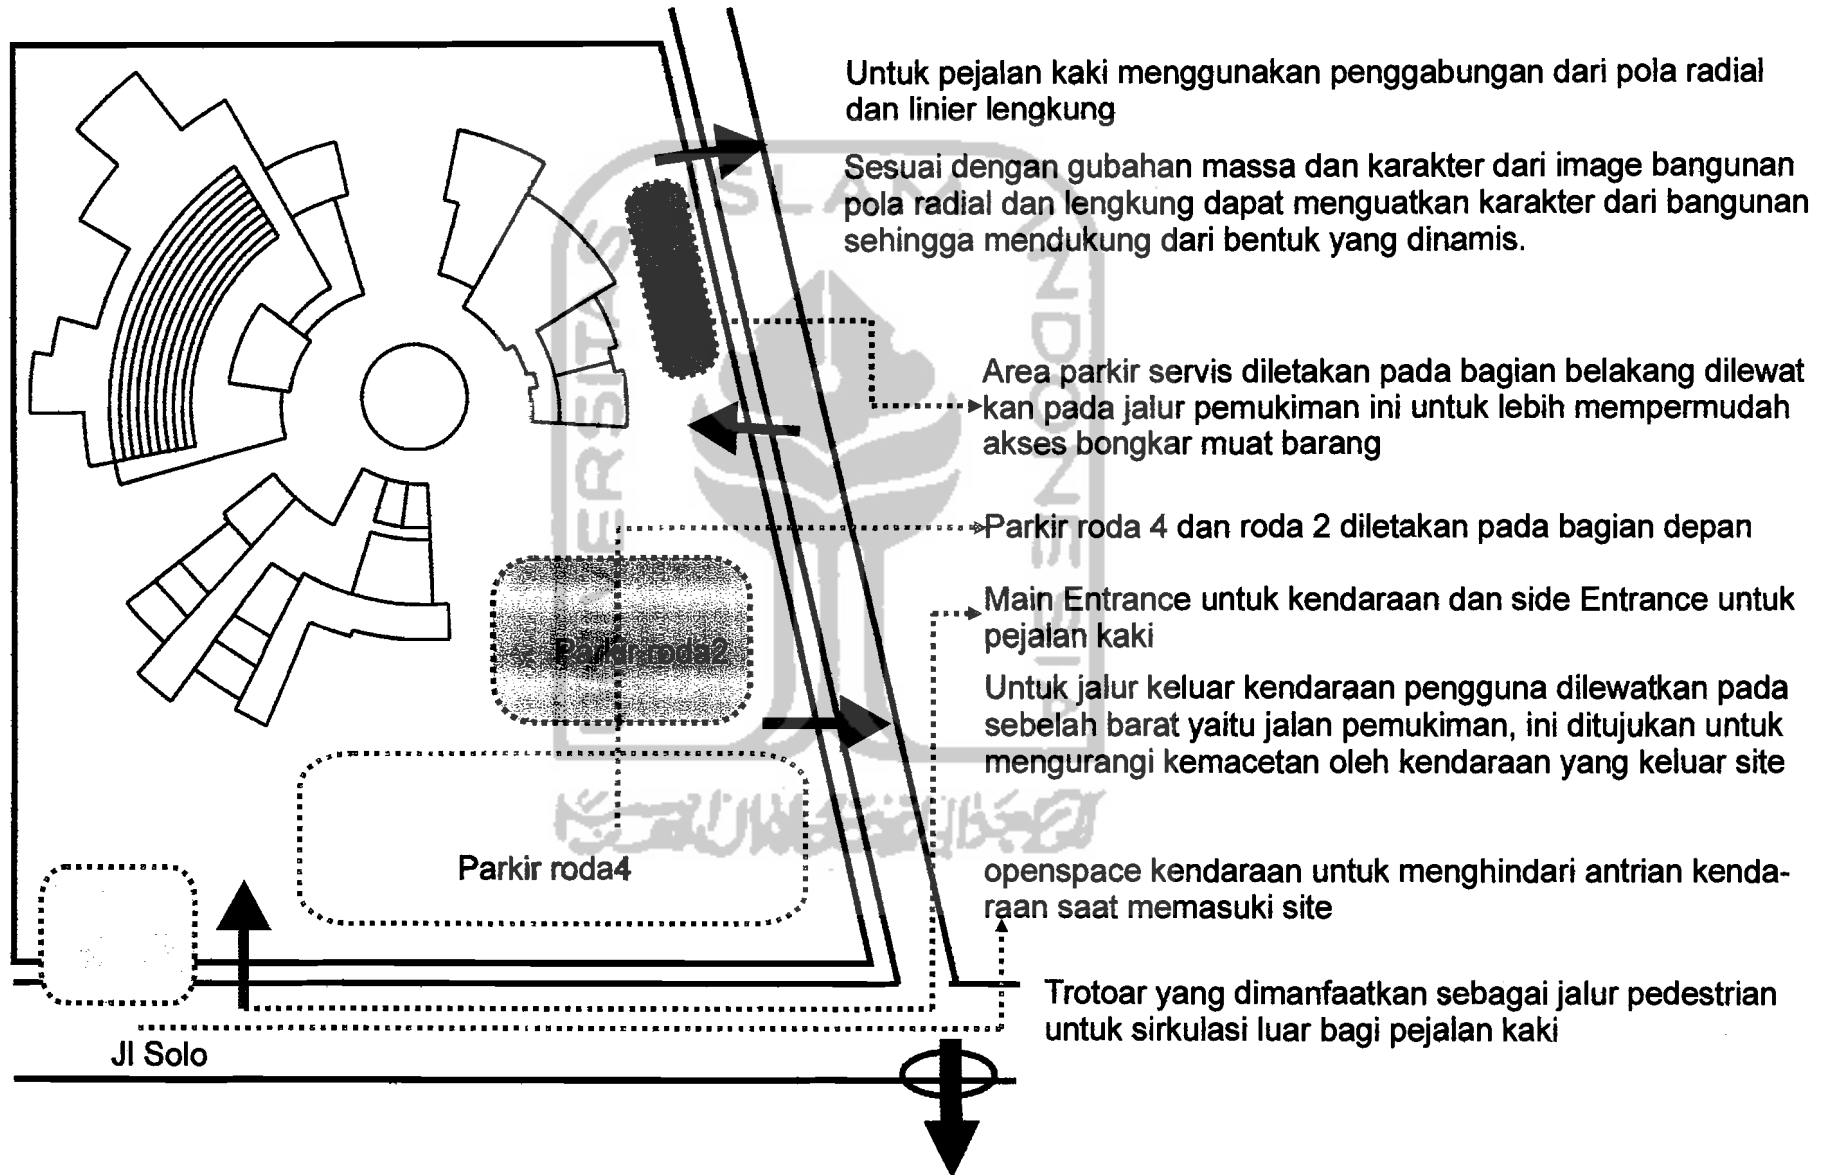 Untuk pejalan kaki menggunakan penggabungan dari pola radial
dan linier lengkung
Sesuai dengan gubahan massa dan karakter dari image bangunan
pola radial dan lengkung dapat menguatkan karakter dari bangunan
sehingga mendukung dari bentuk yang dinamis.
Area parkir servis diletakan pada bagian belakang dilewat
kan pada jalur pemukiman ini untuk lebih mempermudah
akses bongkar muat barang
Parkir roda 4 dan roda 2 diletakan pada bagian depan
Main Entrance untuk kendaraan dan side Entrance untuk
pejalan kaki
Untuk jalur keluar kendaraan pengguna dilewatkan pada
sebelah barat yaitu jalan pemukiman, ini ditujukan untuk
mengurangi kemacetan oleh kendaraan yang keluar site
openspace kendaraan untuk menghindari antrian kenda-
raan saat memasuki site
Trotoar yang dimanfaatkan sebagai jalur pedestrian
untuk sirkulasi luar bagi pejalan kaki
Parkir roda2
Parkir roda4
Jl Solo
UNIVERSITAS
ISLAM
INDONESIA